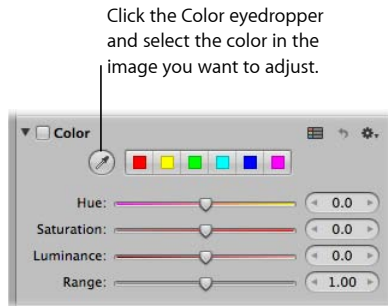 Click the Color eyedropper
and select the color in the
image you want to adjust.
Color
Hue: 0.0
Saturation: 0.0
Luminance: 0.0
Range: 1.00